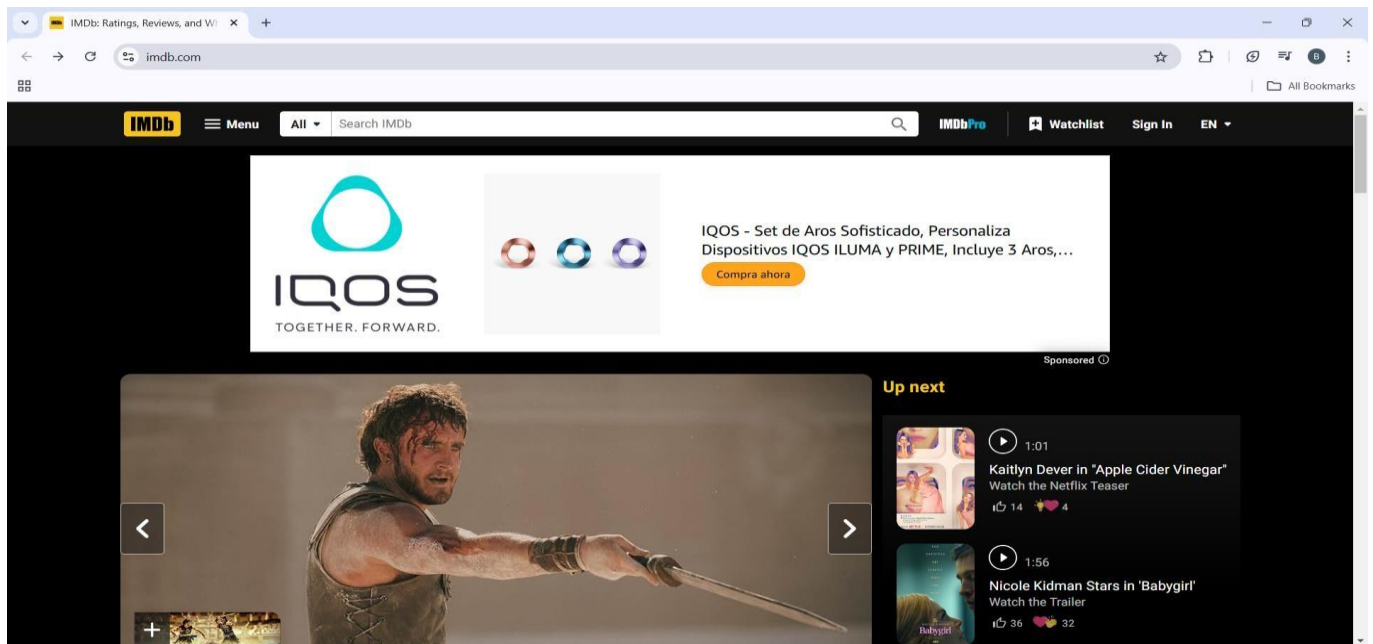 IMDb: Ratings, Reviews, and Wh
imdb.com
All Bookmarks
IMDb Menu All Search IMDb IMDbPro Watchlist Sign In EN
IQOS
TOGETHER. FORWARD.
IQOS - Set de Aros Sofisticado, Personaliza
Dispositivos IQOS ILUMA y PRIME, Incluye 3 Aros,...
Compra ahora
Sponsored
Up next
1:01
Kaitlyn Dever in "Apple Cider Vinegar"
Watch the Netflix Teaser
14 4
1:56
Nicole Kidman Stars in 'Babygirl'
Watch the Trailer
36 32
Babygirl
B